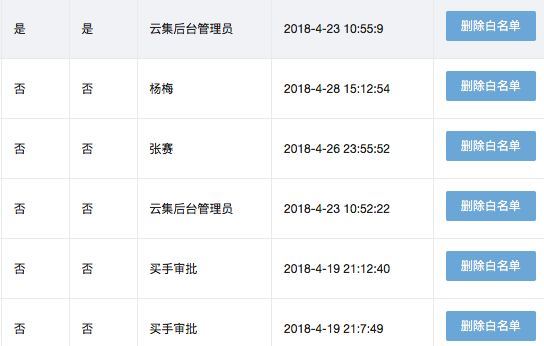 是 是 云集后台管理员 2018-4-23 10:55:9 删除白名单
否 否 杨梅 2018-4-28 15:12:54 删除白名单
否 否 张赛 2018-4-26 23:55:52 删除白名单
否 否 云集后台管理员 2018-4-23 10:52:22 删除白名单
否 否 买手审批 2018-4-19 21:12:40 删除白名单
否 否 买手审批 2018-4-19 21:7:49 删除白名单